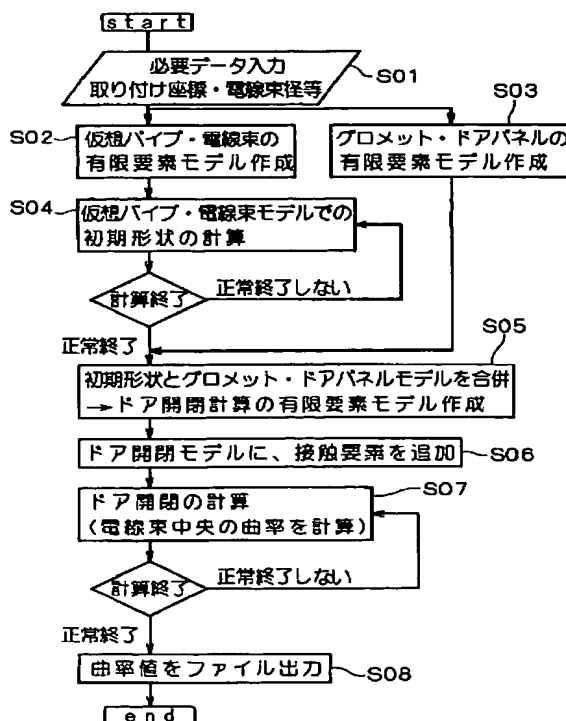 start
必要データ入力
取り付け座標・電線束径等
S01
S03
S02
仮想パイプ・電線束の
有限要素モデル作成
グロメット・ドアパネルの
有限要素モデル作成
S04
仮想パイプ・電線束モデルでの
初期形状の計算
計算終了
正常終了しない
正常終了
S05
初期形状とグロメット・ドアパネルモデルを合併
→ドア開閉計算の有限要素モデル作成
ドア開閉モデルに、接触要素を追加
S06
S07
ドア開閉の計算
(電線束中央の曲率を計算)
計算終了
正常終了しない
正常終了
曲率値をファイル出力
S08
end